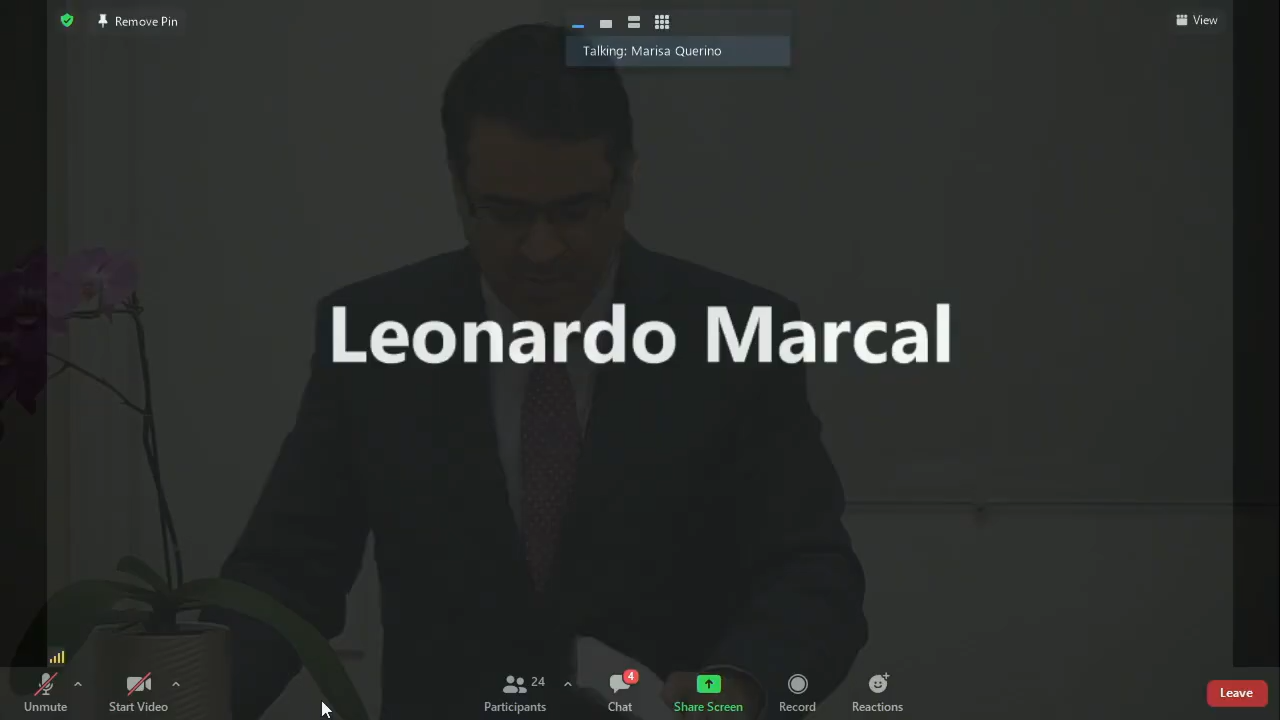 Remove Pin
View
Talking: Marisa Querino
Leonardo Marcal
Unmute
Start Video
24
Participants
4
Chat
Share Screen
Record
Reactions
Leave